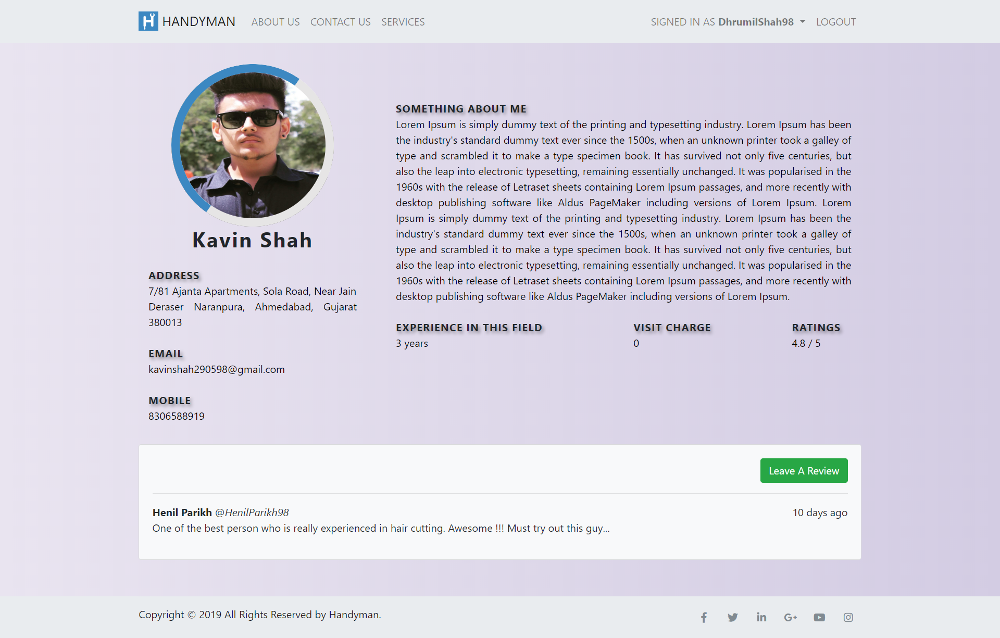 HANDYMAN ABOUT US CONTACT US SERVICES SIGNED IN AS DhrumilShah98 LOGOUT
Kavin Shah
ADDRESS
7/81 Ajanta Apartments, Sola Road, Near Jain
Deraser Naranpura, Ahmedabad, Gujarat
380013
EMAIL
kavinshah290598@gmail.com
MOBILE
8306588919
SOMETHING ABOUT ME
Lorem Ipsum is simply dummy text of the printing and typesetting industry. Lorem Ipsum has been
the industry's standard dummy text ever since the 1500s, when an unknown printer took a galley of
type and scrambled it to make a type specimen book. It has survived not only five centuries, but
also the leap into electronic typesetting, remaining essentially unchanged. It was popularised in the
1960s with the release of Letraset sheets containing Lorem Ipsum passages, and more recently with
desktop publishing software like Aldus PageMaker including versions of Lorem Ipsum. Lorem
Ipsum is simply dummy text of the printing and typesetting industry. Lorem Ipsum has been the
industry's standard dummy text ever since the 1500s, when an unknown printer took a galley of
type and scrambled it to make a type specimen book. It has survived not only five centuries, but
also the leap into electronic typesetting, remaining essentially unchanged. It was popularised in the
1960s with the release of Letraset sheets containing Lorem Ipsum passages, and more recently with
desktop publishing software like Aldus PageMaker including versions of Lorem Ipsum.
EXPERIENCE IN THIS FIELD VISIT CHARGE RATINGS
3 years 0 4.8 / 5
Leave A Review
Henil Parikh @HenilParikh98 10 days ago
One of the best person who is really experienced in hair cutting. Awesome !!! Must try out this guy...
Copyright © 2019 All Rights Reserved by Handyman.